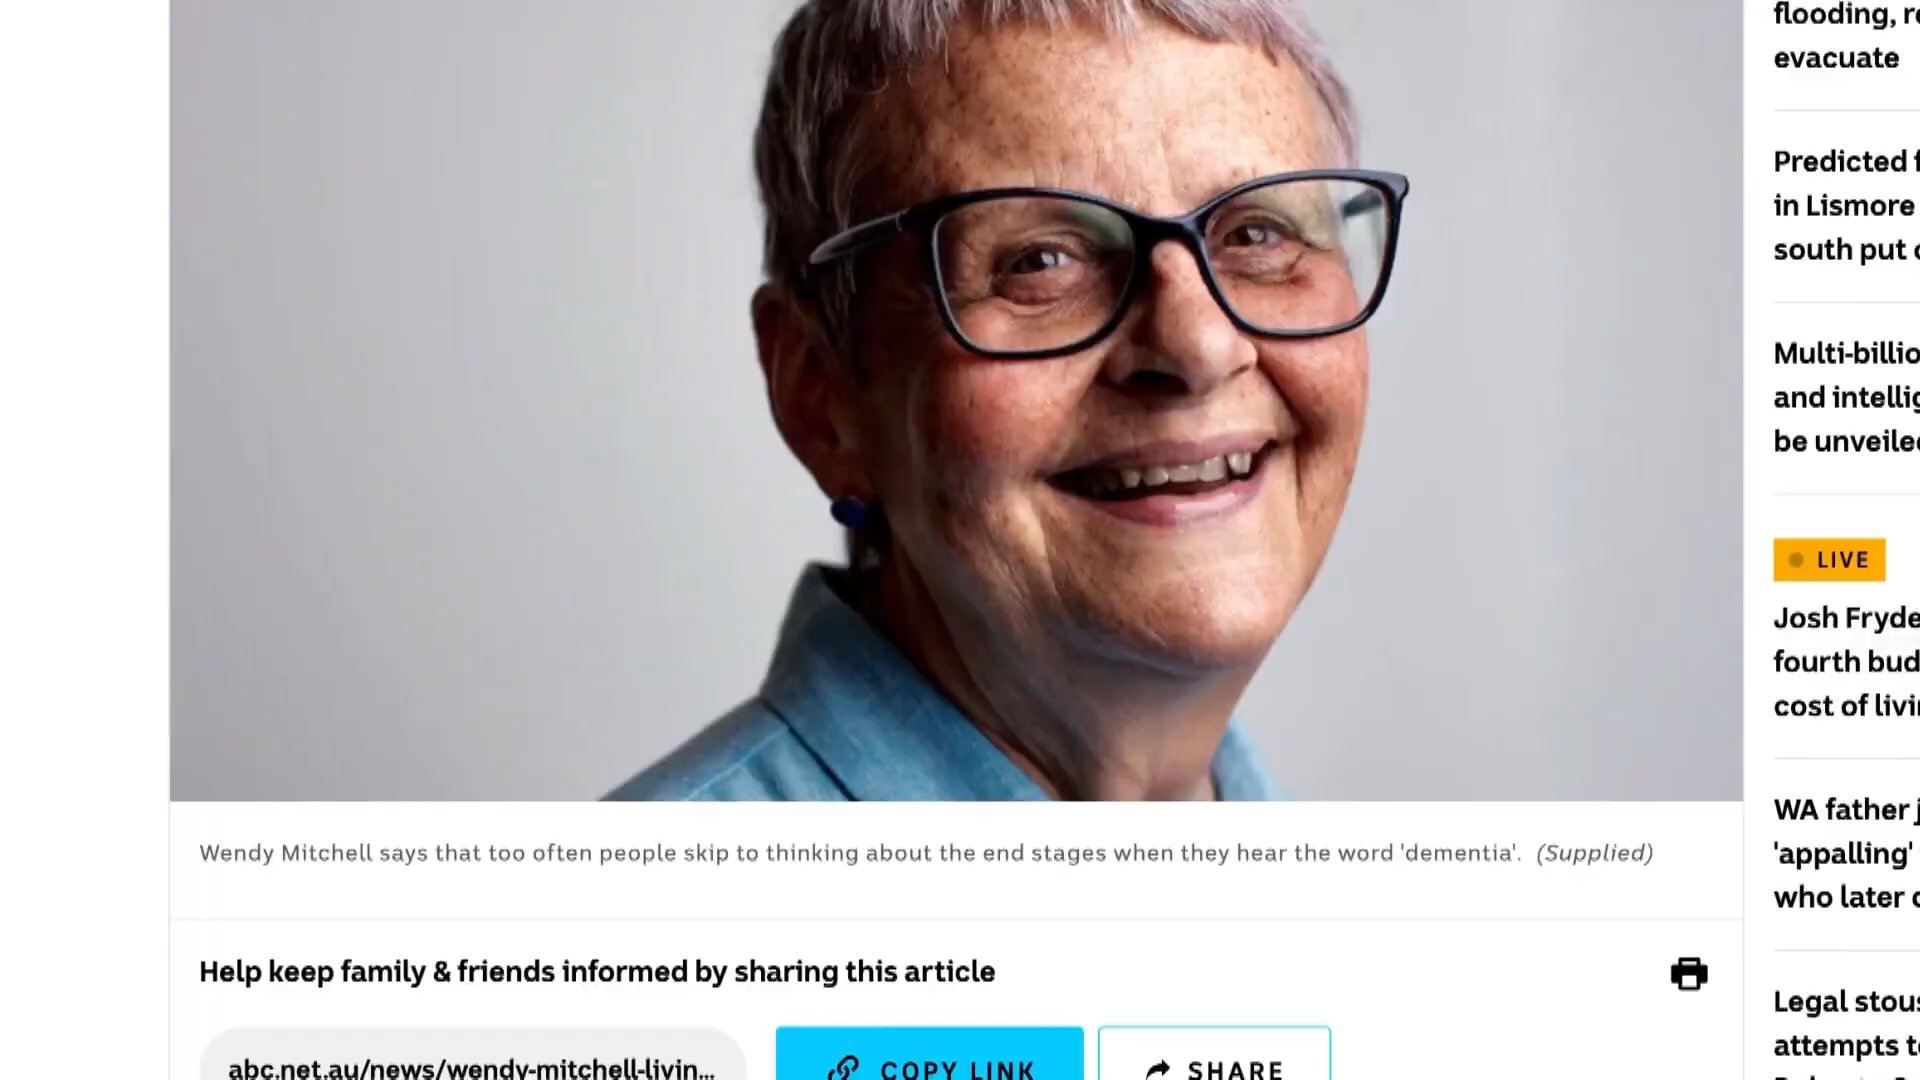 Wendy Mitchell says that too often people skip to thinking about the end stages when they hear the word 'dementia'. (Supplied)
Help keep family & friends informed by sharing this article
abc.net.au/news/wendy-mitchell-livin...
COPY LINK
SHARE
flooding,
evacuate
Predicted
in Lismore
south put
Multi-billio
and intellig
be unveiled
LIVE
Josh Fryde
fourth bud
cost of livi
WA father
'appalling'
who later
Legal stous
attempts